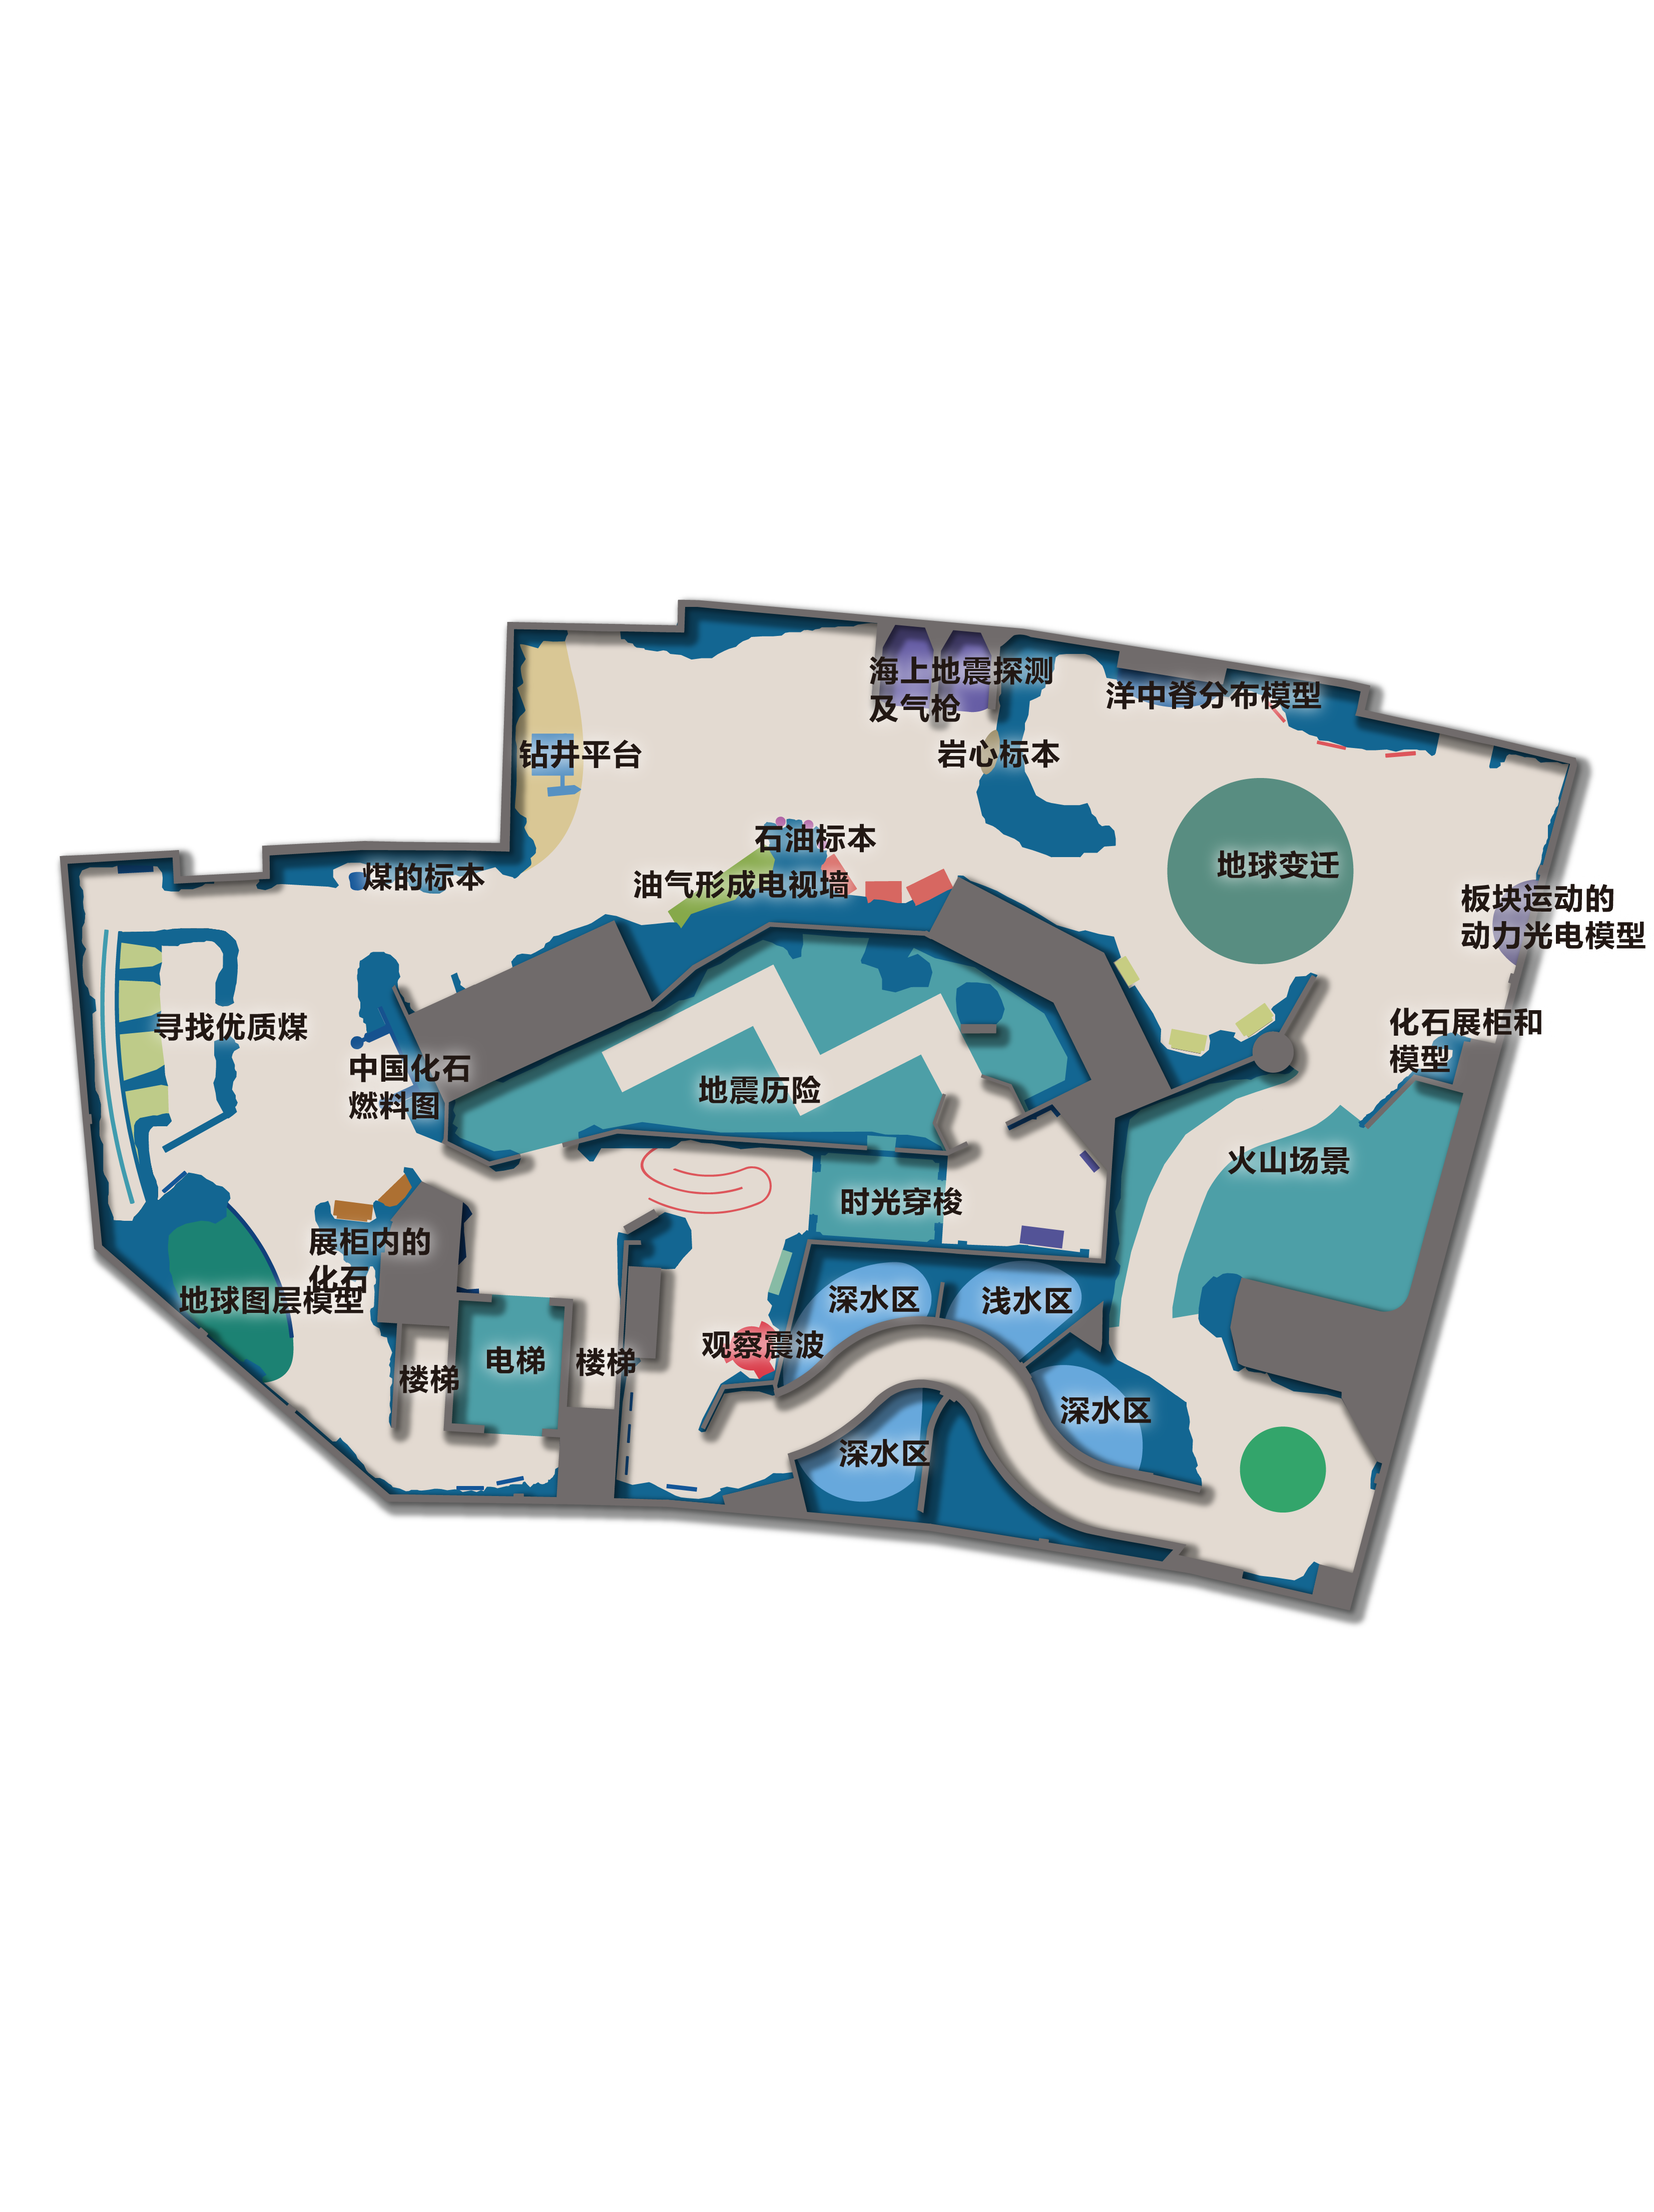 海上地震探测
及气枪
洋中脊分布模型
钻井平台
岩心标本
石油标本
地球变迁
煤的标本
油气形成电视墙
板块运动的
动力光电模型
寻找优质煤
化石展柜和
模型
中国化石
燃料图
地震历险
火山场景
时光穿梭
展柜内的
化石
地球图层模型
深水区
浅水区
观察震波
电梯
楼梯
楼梯
深水区
深水区